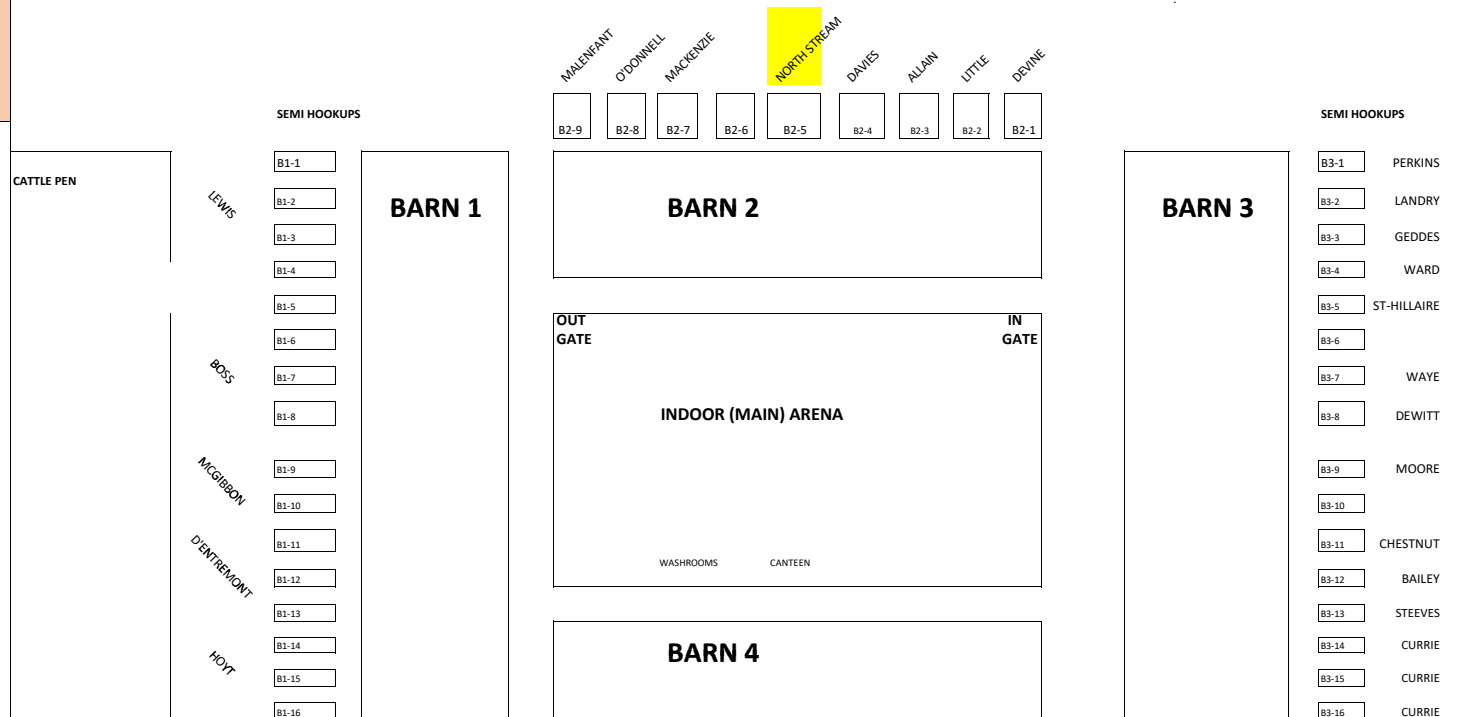 MALENFANT
O'DONNELL
MACKENZIE
NORTH STREAM
DAVIES
ALLAIN
LITTLE
DEVINE
SEMI HOOKUPS
SEMI HOOKUPS
B2-9
B2-8
B2-7
B2-6
B2-5
B2-4
B2-3
B2-2
B2-1
CATTLE PEN
LEWIS
BOSS
MCGIBBON
D'ENTREMONT
HOYT
B1-1
B1-2
B1-3
B1-4
B1-5
B1-6
B1-7
B1-8
B1-9
B1-10
B1-11
B1-12
B1-13
B1-14
B1-15
B1-16
BARN 1
BARN 2
OUT
GATE
IN
GATE
INDOOR (MAIN) ARENA
WASHROOMS
CANTEEN
BARN 4
BARN 3
B3-1 PERKINS
B3-2 LANDRY
B3-3 GEDDES
B3-4 WARD
B3-5 ST-HILLAIRE
B3-6
B3-7 WAYE
B3-8 DEWITT
B3-9 MOORE
B3-10
B3-11 CHESTNUT
B3-12 BAILEY
B3-13 STEEVES
B3-14 CURRIE
B3-15 CURRIE
B3-16 CURRIE